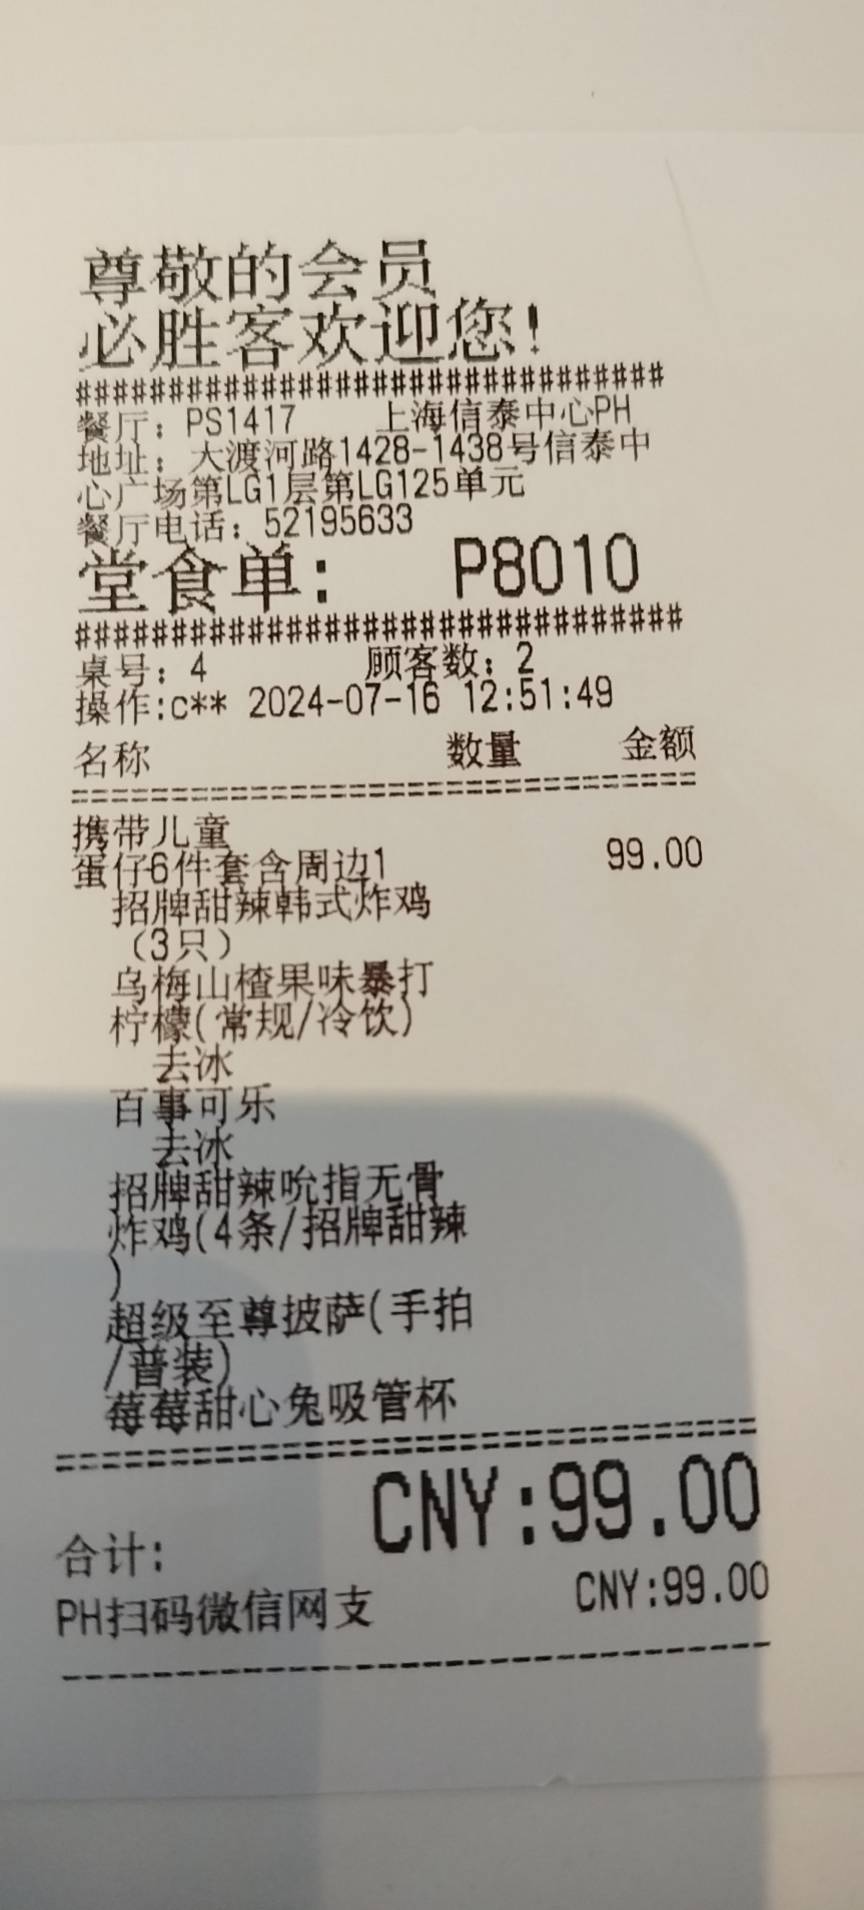 尊敬的会员
必胜客欢迎您!
################################
餐厅：PS1417 上海信泰中心PH
地址：大渡河路1428-1438号信泰中
心广场第LG1层第LG125单元
餐厅电话：52195633
堂食单： P8010
################################
桌号：4 顾客数：2
操作:c** 2024-07-16 12:51:49
名称 数量 金额
================================
携带儿童
蛋仔6件套含周边1 99.00
招牌甜辣韩式炸鸡
（3只）
乌梅山楂果味暴打
柠檬(常规/冷饮)
去冰
百事可乐
去冰
招牌甜辣吮指无骨
炸鸡(4条/招牌甜辣
)
超级至尊披萨(手拍
/普装)
莓莓甜心兔吸管杯
================================
合计： CNY:99.00
PH扫码微信网支 CNY:99.00
--------------------------------